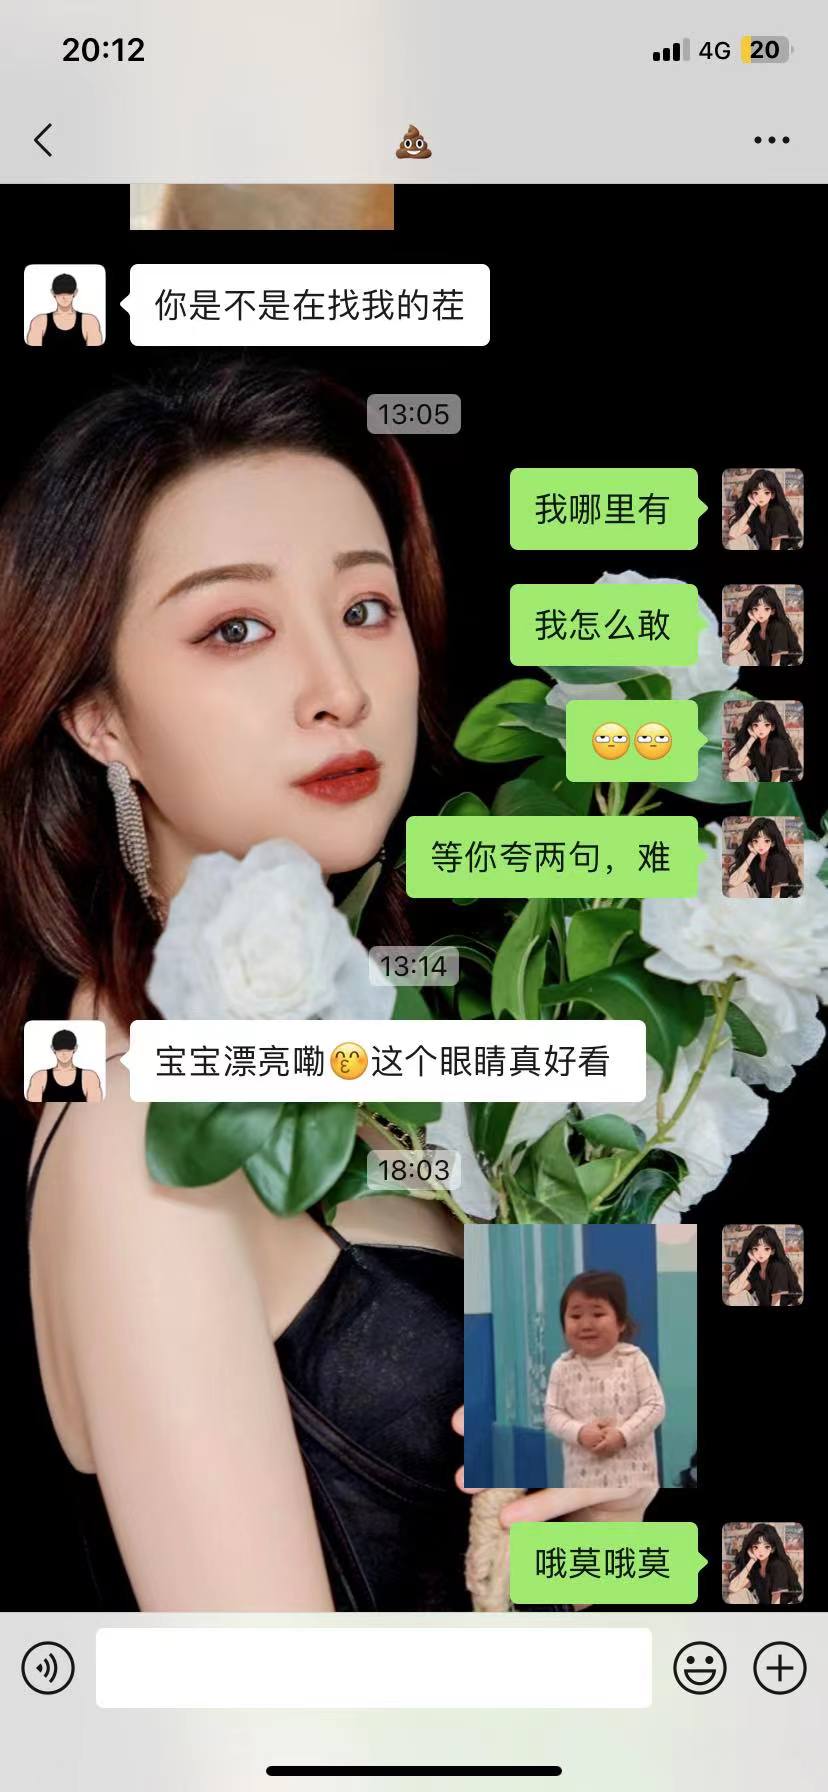 20:12
4G
20
你是不是在找我的茬
13:05
我哪里有
我怎么敢
🙄🙄
等你夸两句，难
13:14
宝宝漂亮嘞😙这个眼睛真好看
18:03
哦莫哦莫